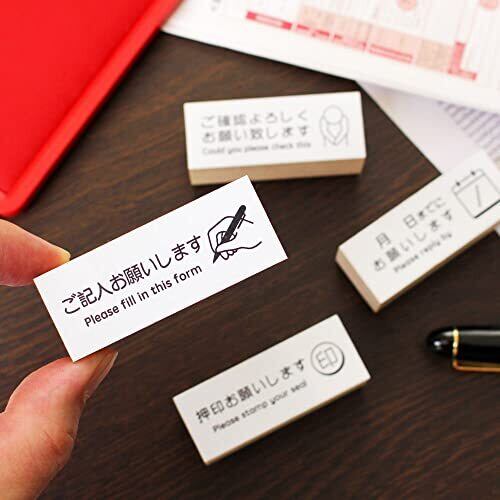 ご確認よろしく
お願い致します
Could you please check this
ご記入お願いします
Please fill in this form
月 日までに
お願いします
Please reply by
押印お願いします
Please stamp your seal
印